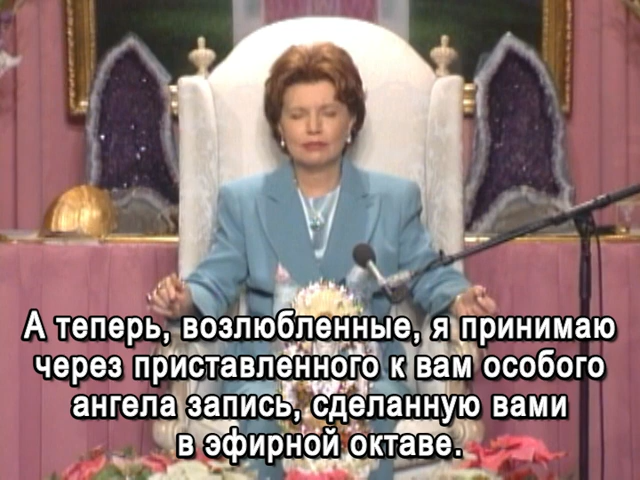 А теперь, возлюбленные, я принимаю
через приставленного к вам особого
ангела запись, сделанную вами
в эфирной октаве.